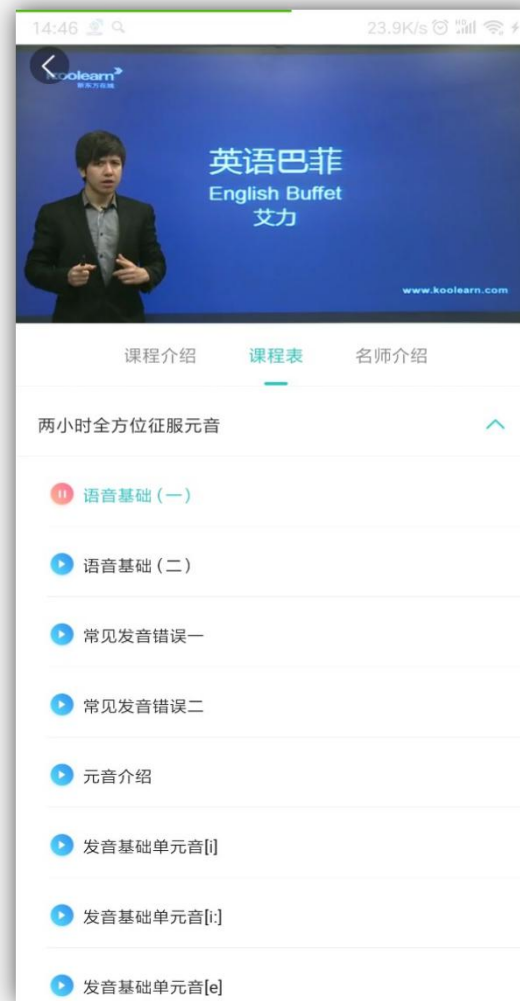 14:46
23.9K/s
koolearn
新东方在线
英语巴菲
English Buffet
艾力
www.koolearn.com
课程介绍 课程表 名师介绍
两小时全方位征服元音
语音基础 (一)
语音基础 (二)
常见发音错误一
常见发音错误二
元音介绍
发音基础单元音[i]
发音基础单元音[i:]
发音基础单元音[e]